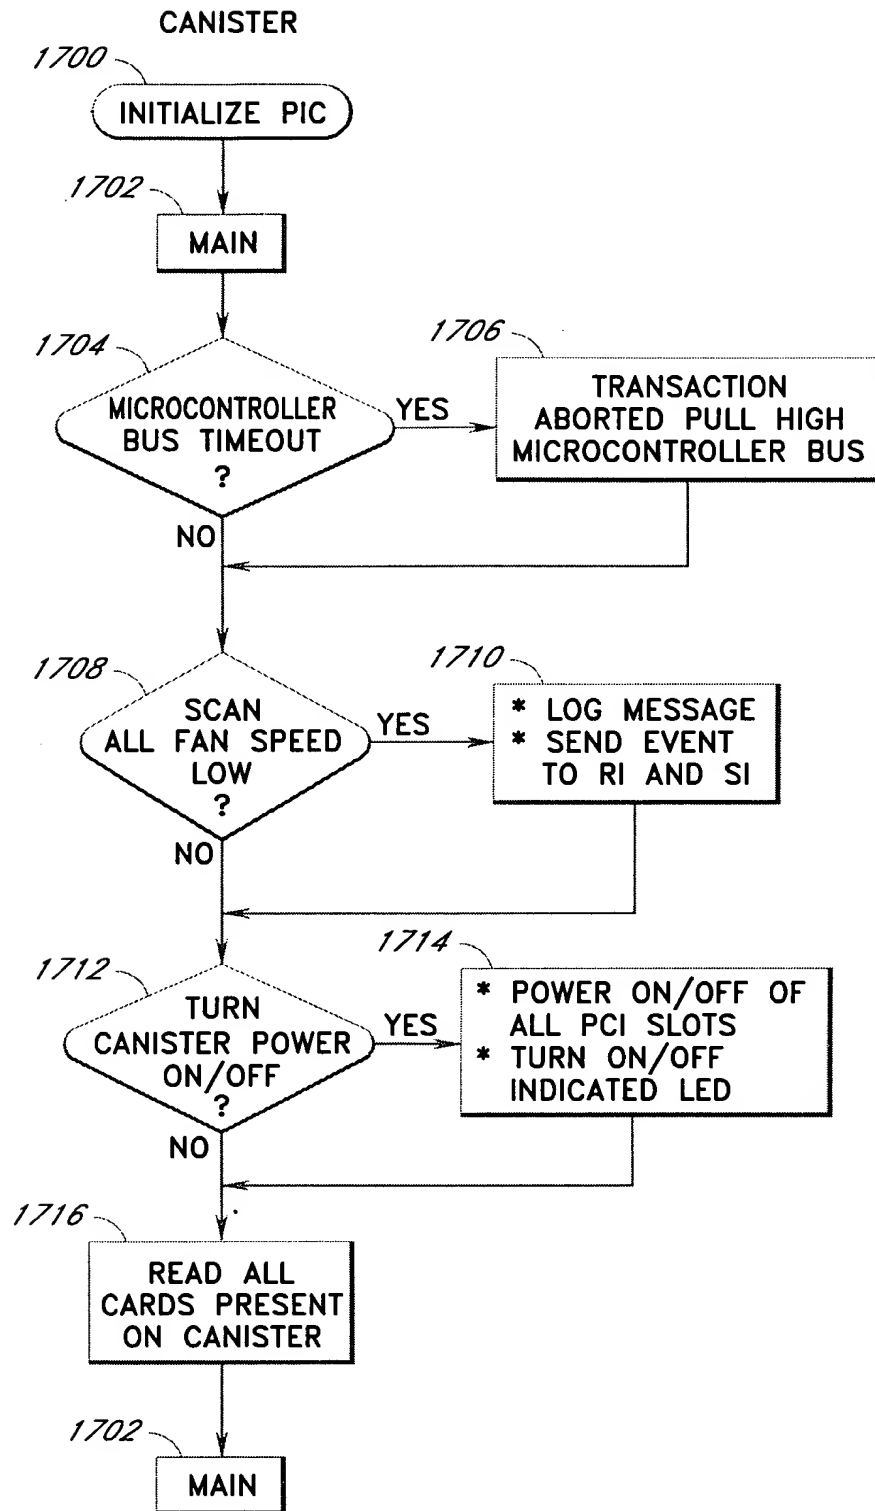 CANISTER
1700
INITIALIZE PIC
1702
MAIN
1704
MICROCONTROLLER
BUS TIMEOUT
?
YES
1706
TRANSACTION
ABORTED PULL HIGH
MICROCONTROLLER BUS
NO
1708
SCAN
ALL FAN SPEED
LOW
?
YES
1710
* LOG MESSAGE
* SEND EVENT
TO RI AND SI
NO
1712
TURN
CANISTER POWER
ON/OFF
?
YES
1714
* POWER ON/OFF OF
ALL PCI SLOTS
* TURN ON/OFF
INDICATED LED
NO
1716
READ ALL
CARDS PRESENT
ON CANISTER
1702
MAIN